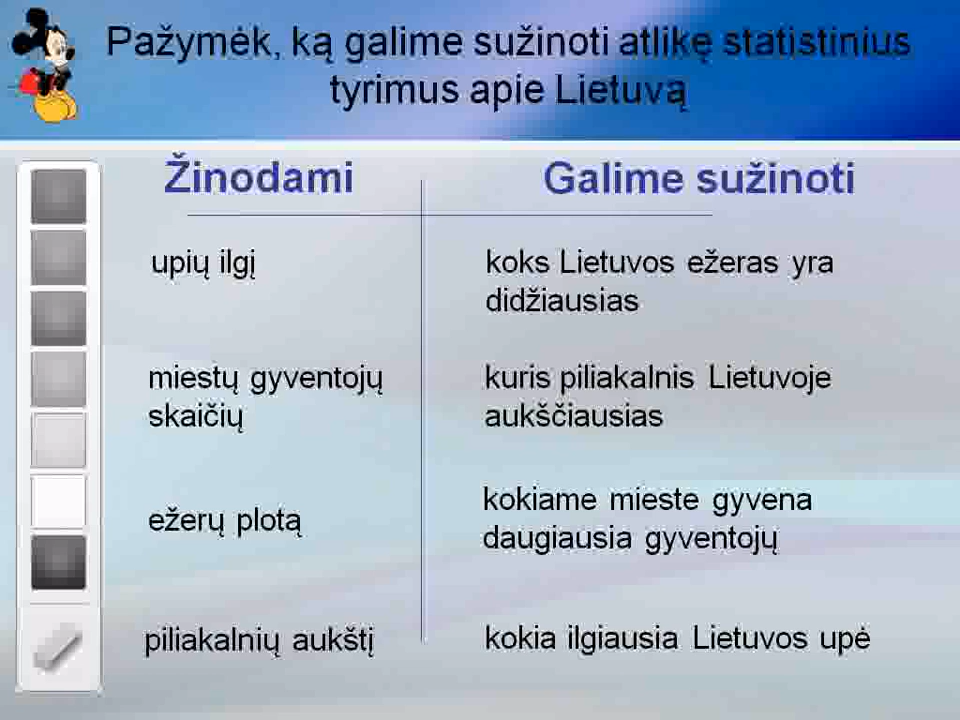 Pažymėk, ką galime sužinoti atlikę statistinius
tyrimus apie Lietuvą
Žinodami
Galime sužinoti
upių ilgį
koks Lietuvos ežeras yra
didžiausias
miestų gyventojų
skaičių
kuris piliakalnis Lietuvoje
aukščiausias
ežerų plotą
kokiame mieste gyvena
daugiausia gyventojų
piliakalnių aukštį
kokia ilgiausia Lietuvos upė